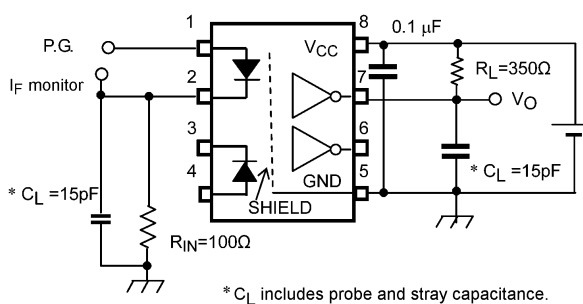 1
8
0.1 μF
P.G.
VCC
RL=350Ω
IF monitor
2
7
VO
3
6
* CL =15pF
4
GND
5
* CL =15pF
SHIELD
RIN=100Ω
* CL includes probe and stray capacitance.